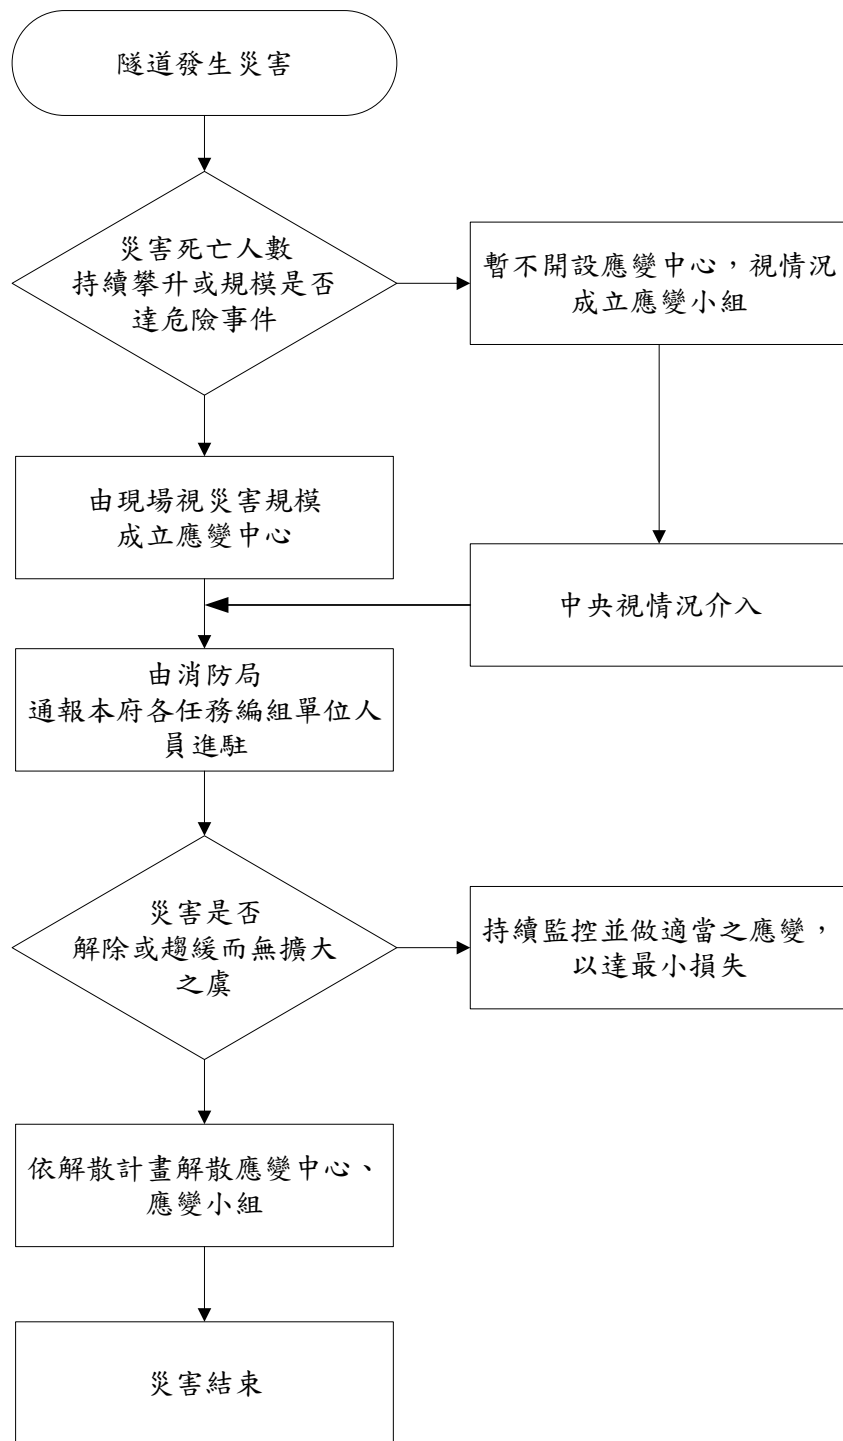 隧道發生災害
災害死亡人數
持續攀升或規模是否
達危險事件
暫不開設應變中心，視情況
成立應變小組
由現場視災害規模
成立應變中心
中央視情況介入
由消防局
通報本府各任務編組單位人
員進駐
災害是否
解除或趨緩而無擴大
之虞
持續監控並做適當之應變，
以達最小損失
依解散計畫解散應變中心、
應變小組
災害結束